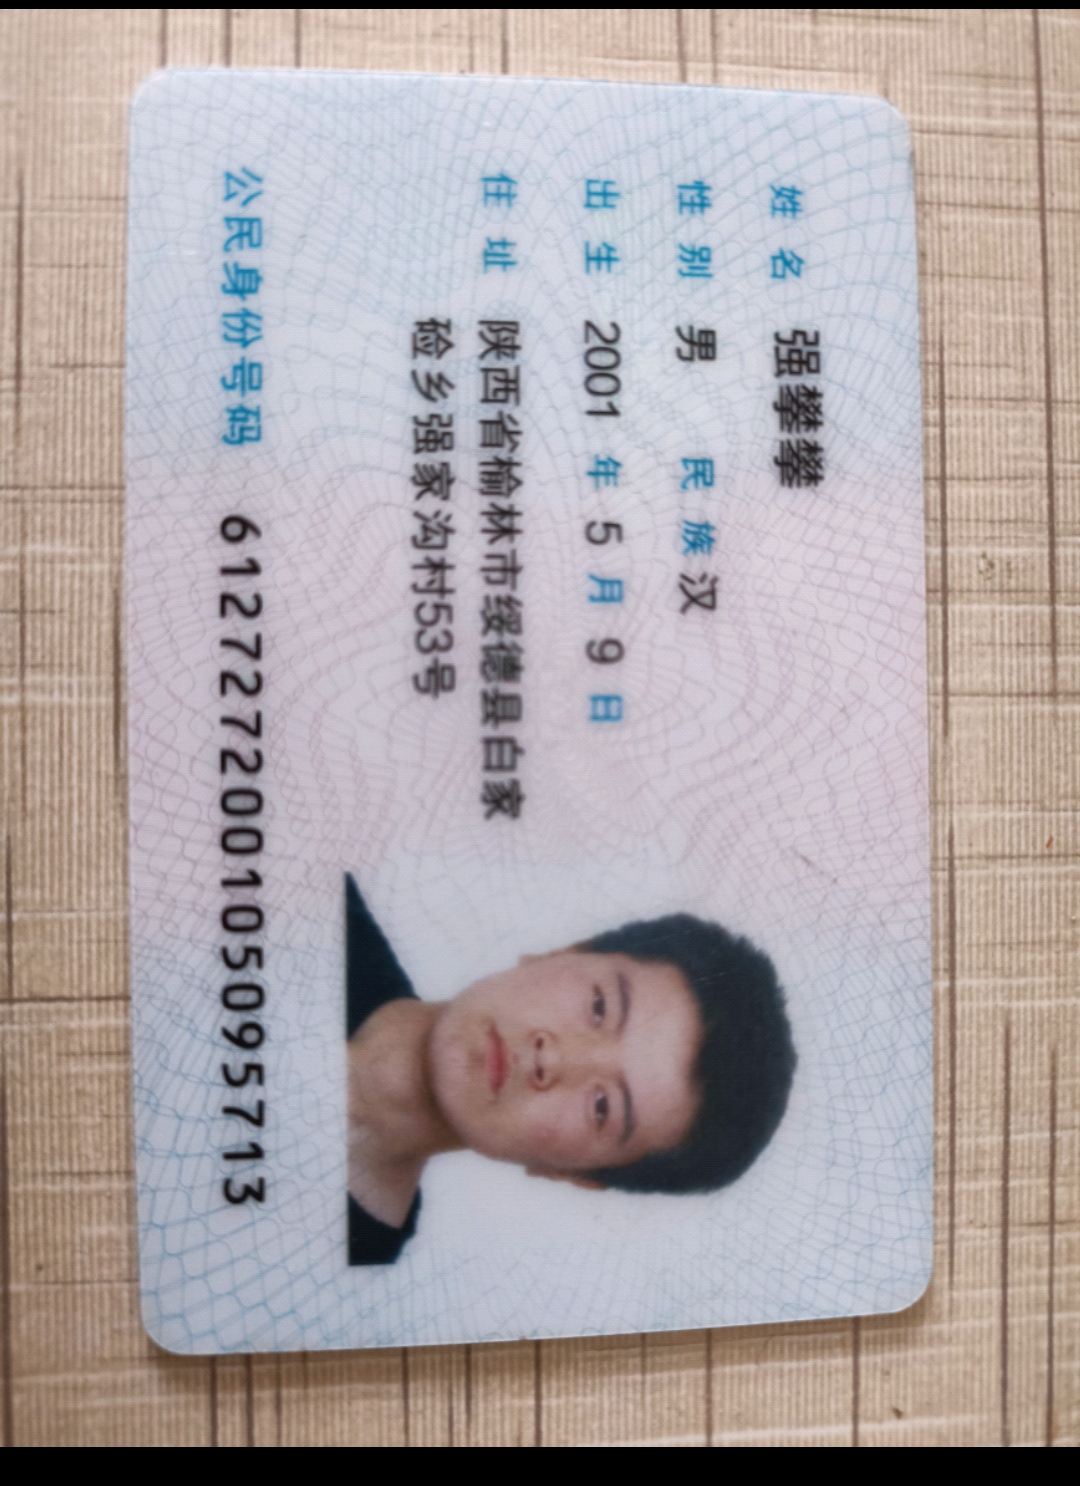 姓名 强攀攀
性别 男 民族 汉
出生 2001 年 5 月 9 日
住址 陕西省榆林市绥德县白家
硷乡强家沟村53号
公民身份号码 612727200105095713